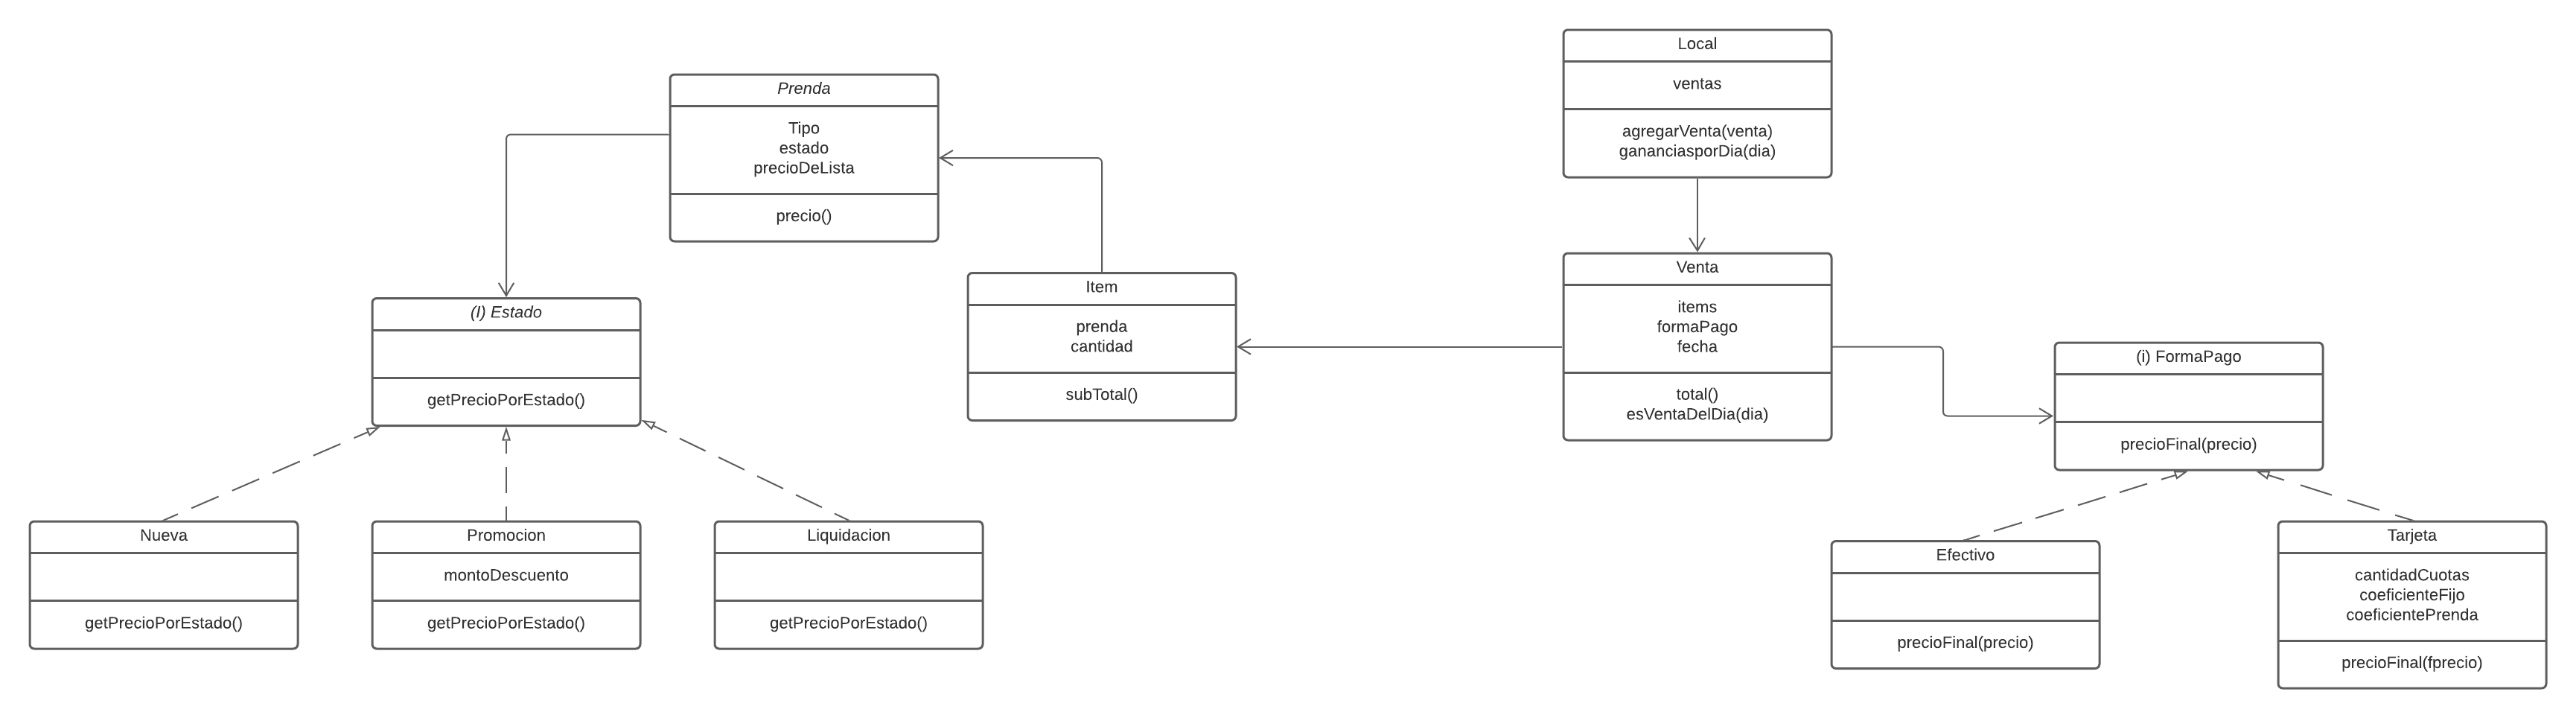 Local
ventas
agregarVenta(venta)
gananciasporDia(dia)
Prenda
Tipo
estado
precioDeLista
precio()
Venta
items
formaPago
fecha
total()
esVentaDelDia(dia)
Item
prenda
cantidad
subTotal()
(I) Estado
getPrecioPorEstado()
(i) FormaPago
precioFinal(precio)
Nueva
getPrecioPorEstado()
Promocion
montoDescuento
getPrecioPorEstado()
Liquidacion
getPrecioPorEstado()
Efectivo
precioFinal(precio)
Tarjeta
cantidadCuotas
coeficienteFijo
coeficientePrenda
precioFinal(fprecio)